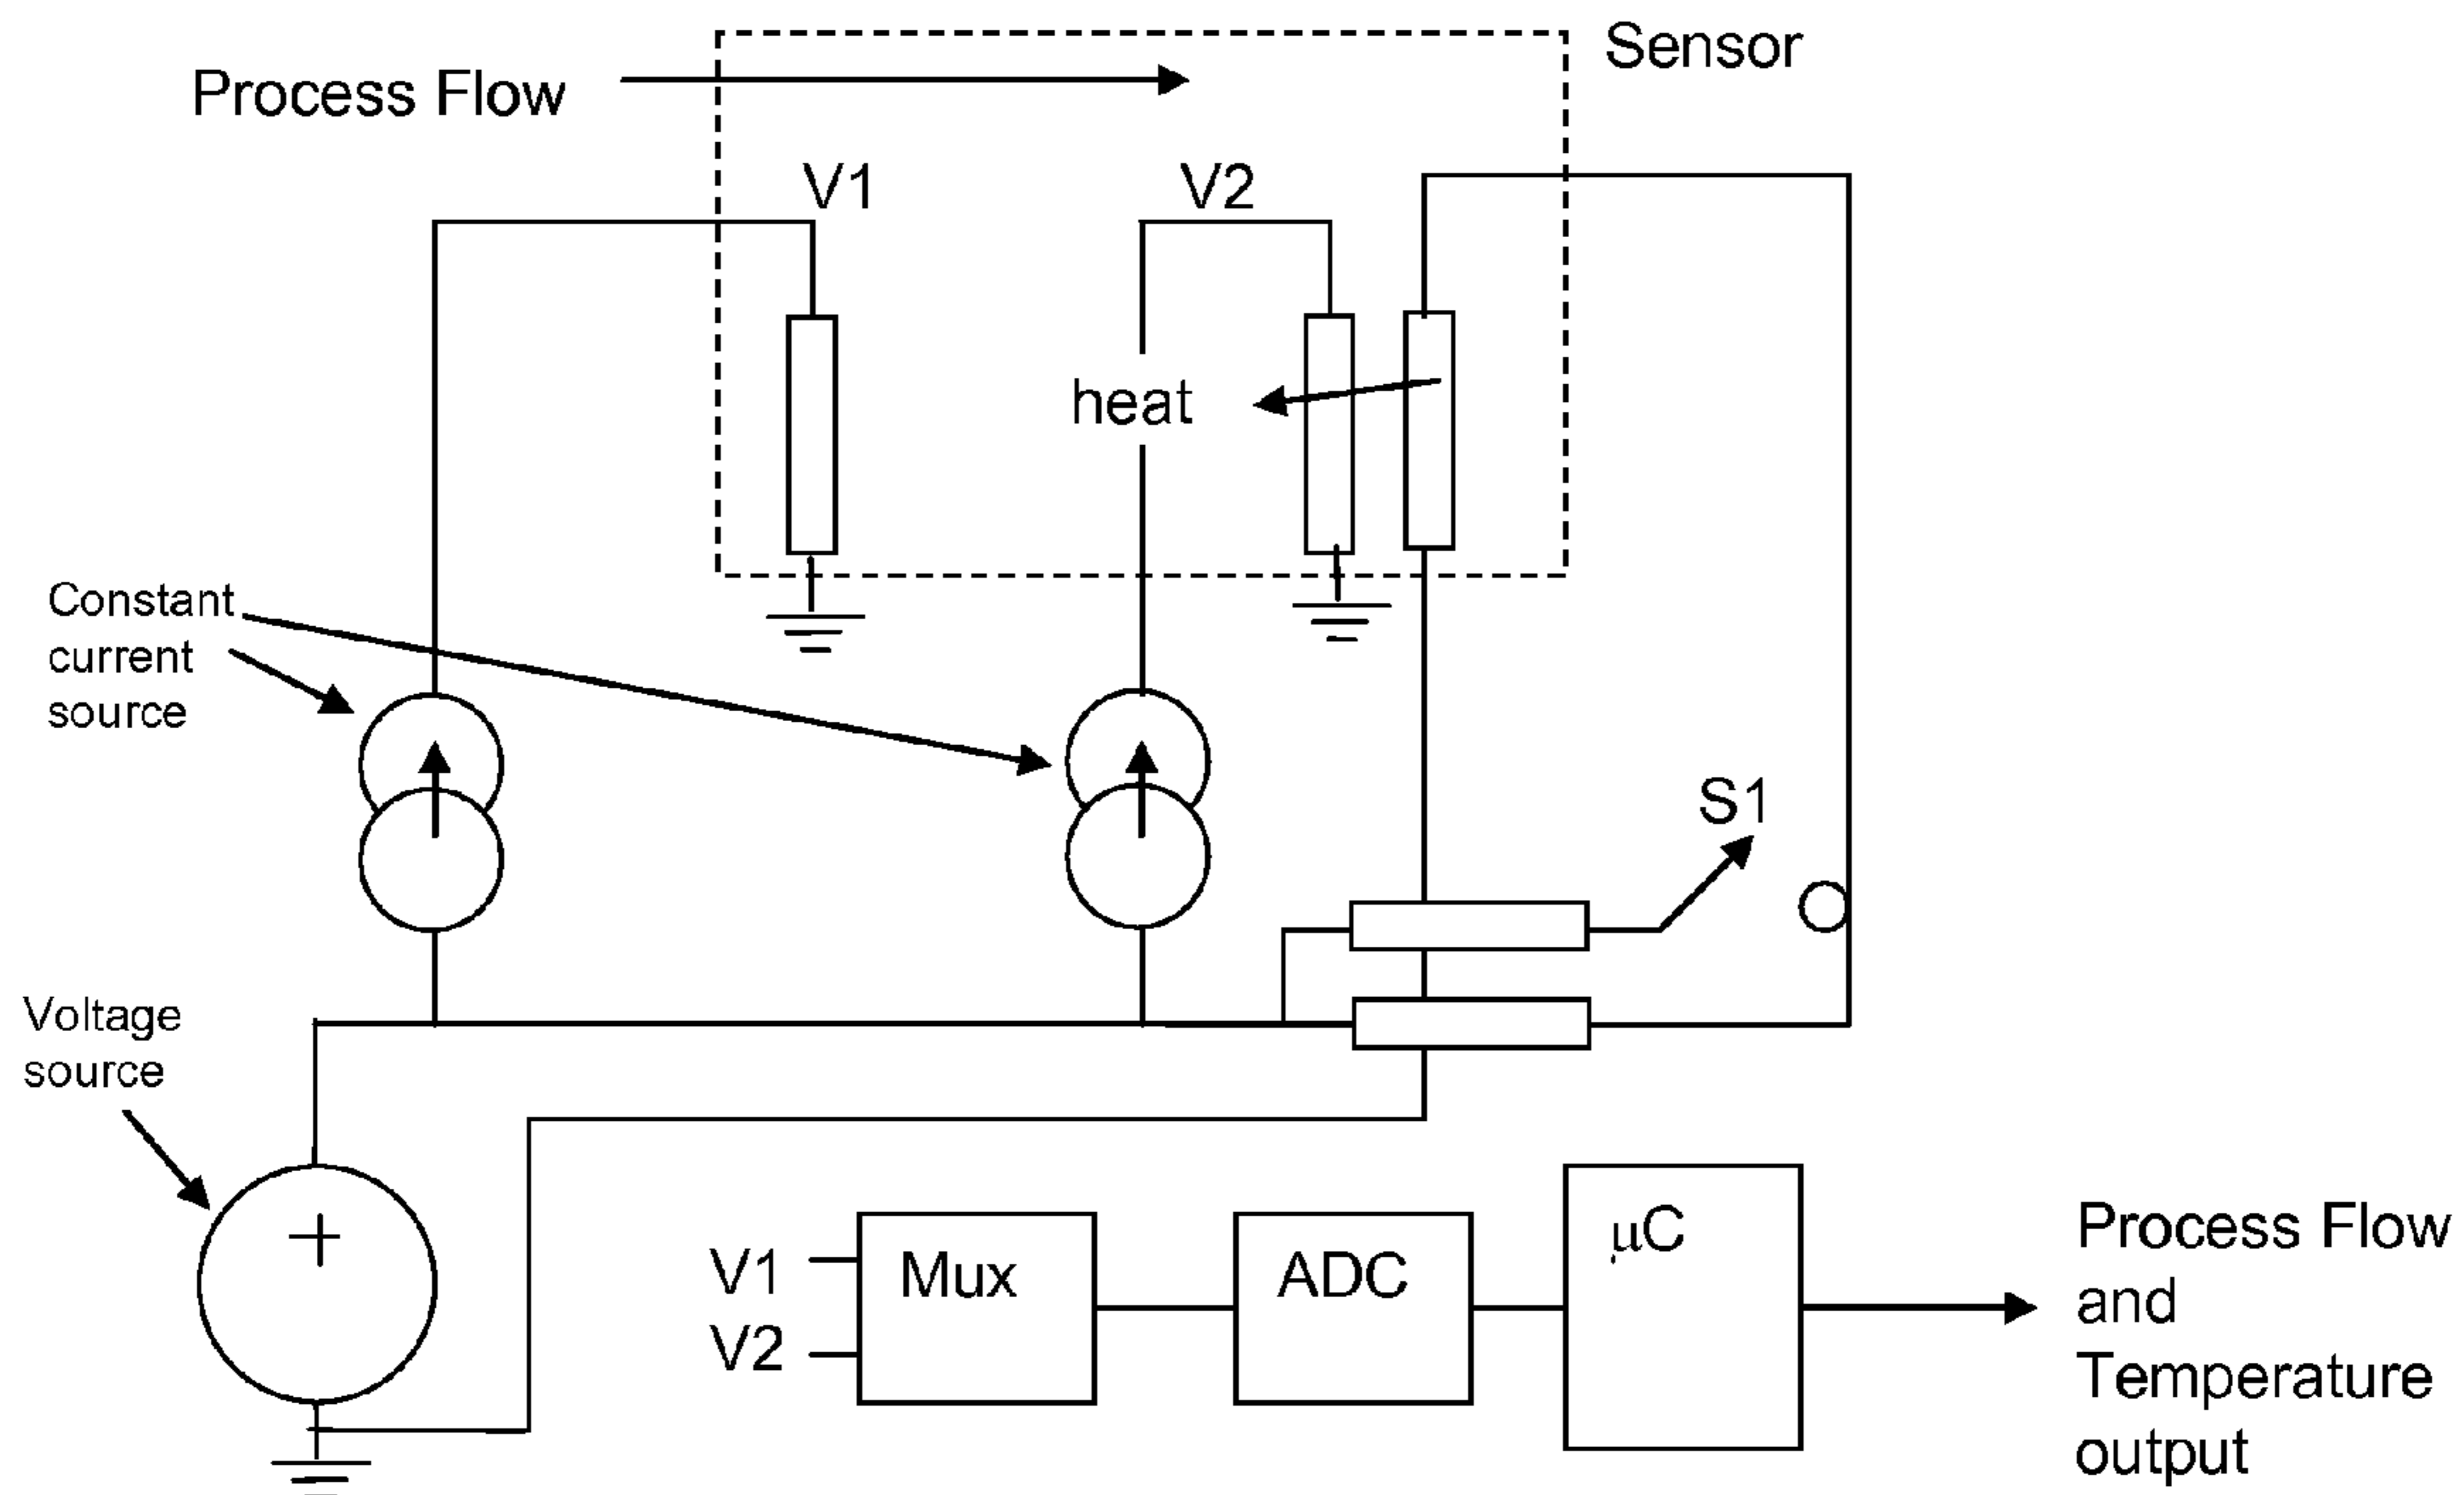 Sensor
Process Flow
V1
V2
heat
Constant
current
source
S1
Voltage
source
+
V1
V2
Mux
ADC
µC
Process Flow
and
Temperature
output